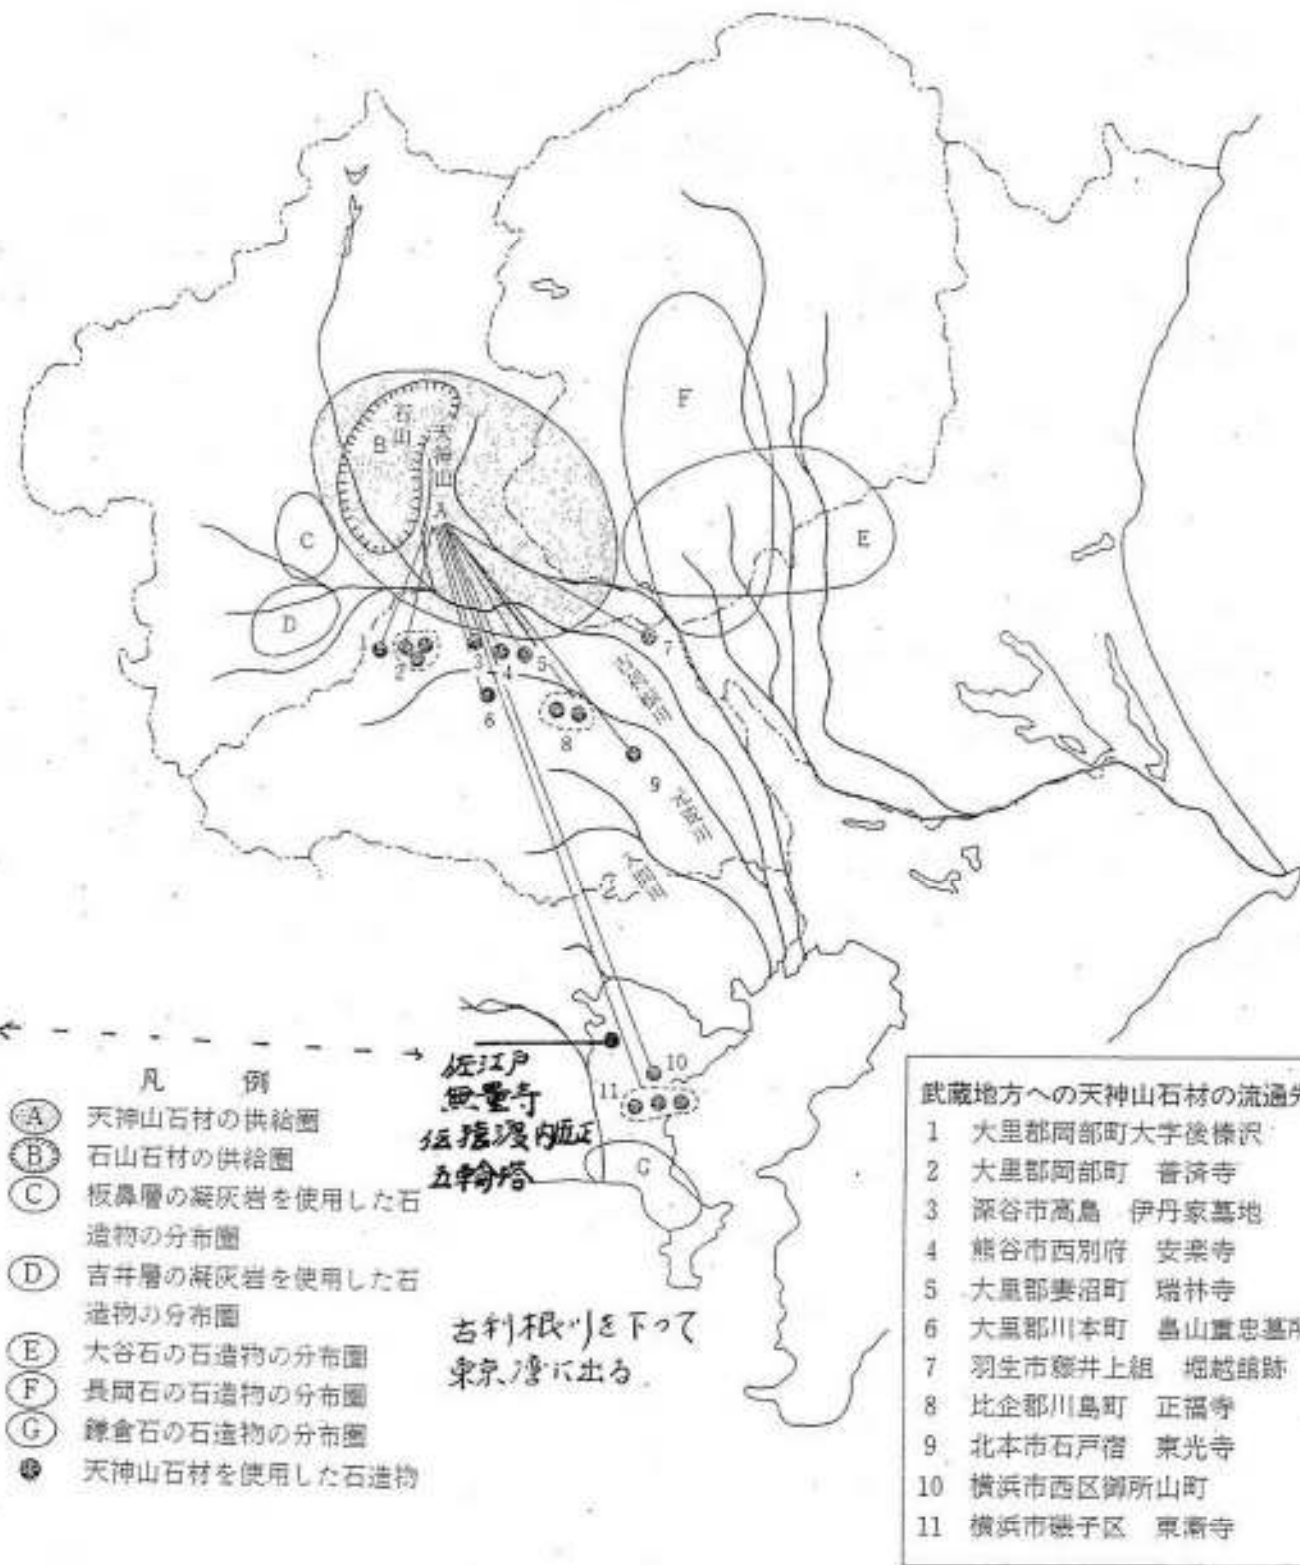 石山
天神山
A
B
C
D
E
F
G
1
2
3
4
5
6
7
8
9
10
11
古利根川
元荒川
入間川
佐江戸
無量寺
伝猿渡内匠正
五輪塔
古利根川を下って
東京湾に出る
凡 例
A 天神山石材の供給圏
B 石山石材の供給圏
C 板鼻層の凝灰岩を使用した石
造物の分布圏
D 吉井層の凝灰岩を使用した石
造物の分布圏
E 大谷石の石造物の分布圏
F 長岡石の石造物の分布圏
G 鎌倉石の石造物の分布圏
天神山石材を使用した石造物
武蔵地方への天神山石材の流通先
1 大里郡岡部町大字後榛沢
2 大里郡岡部町 普済寺
3 深谷市高島 伊丹家墓地
4 熊谷市西別府 安楽寺
5 大里郡妻沼町 瑞林寺
6 大里郡川本町 畠山重忠墓所
7 羽生市藤井上組 堀越館跡
8 比企郡川島町 正福寺
9 北本市石戸宿 東光寺
10 横浜市西区御所山町
11 横浜市磯子区 東漸寺